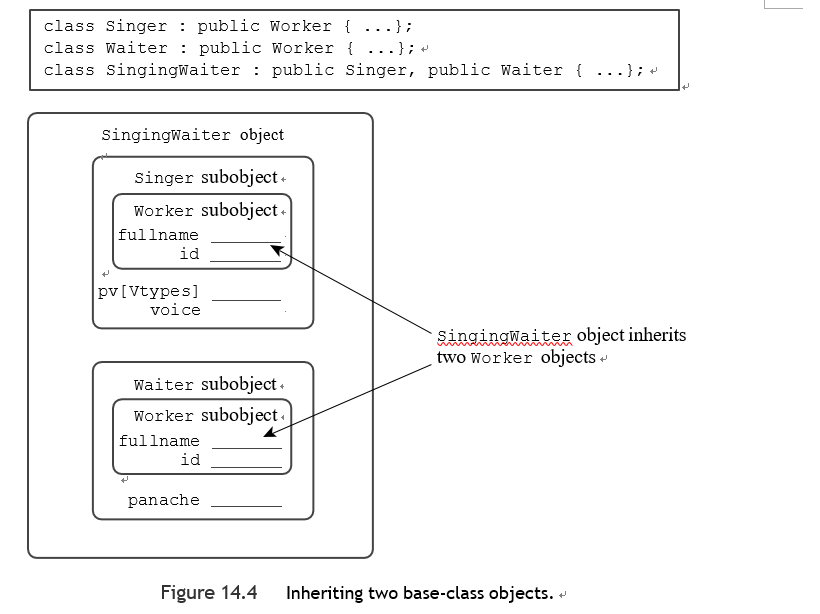 class Singer : public Worker { ...};
class Waiter : public Worker { ...};
class SingingWaiter : public Singer, public Waiter { ...};
SingingWaiter object
Singer subobject
Worker subobject
fullname
id
pv[Vtypes]
voice
Waiter subobject
Worker subobject
fullname
id
panache
SingingWaiter object inherits
two Worker objects
Figure 14.4 Inheriting two base-class objects.